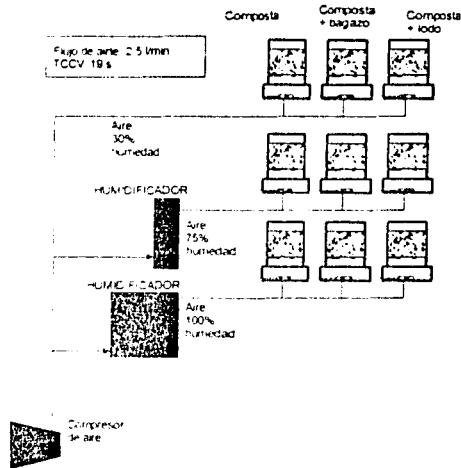 Composta
Composta
+ bagazo
Composta
+ lodo
Flujo de aire 2.5 l/min
TCCV 19 s
Aire
30%
humedad
HUMIDIFICADOR
Aire
75%
humedad
HUMIDIFICADOR
Aire
100%
humedad
Compresor
de aire